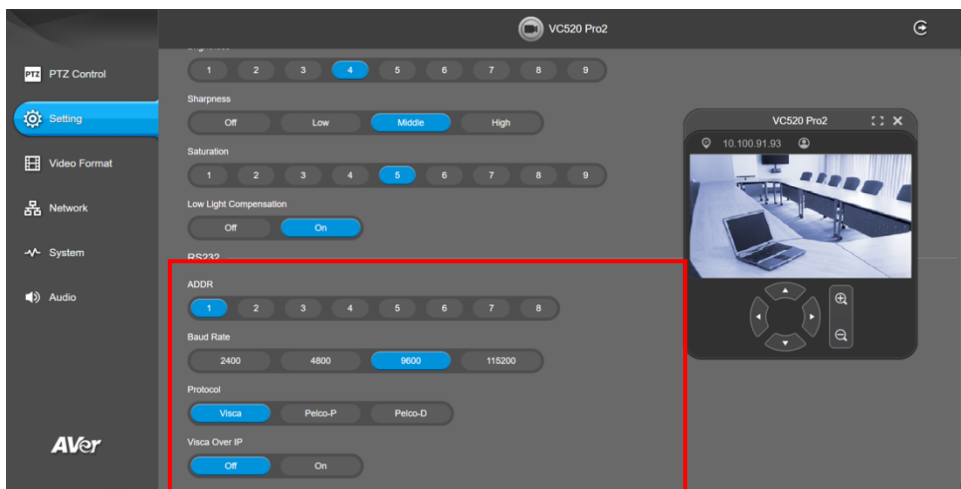 VC520 Pro2
PTZ PTZ Control
Setting
Video Format
Network
System
Audio
AVer
1 2 3 4 5 6 7 8 9
Sharpness
Off Low Middle High
Saturation
1 2 3 4 5 6 7 8 9
Low Light Compensation
Off On
RS232
ADDR
1 2 3 4 5 6 7 8
Baud Rate
2400 4800 9600 115200
Protocol
Visca Pelco-P Pelco-D
Visca Over IP
Off On
VC520 Pro2
10.100.91.93